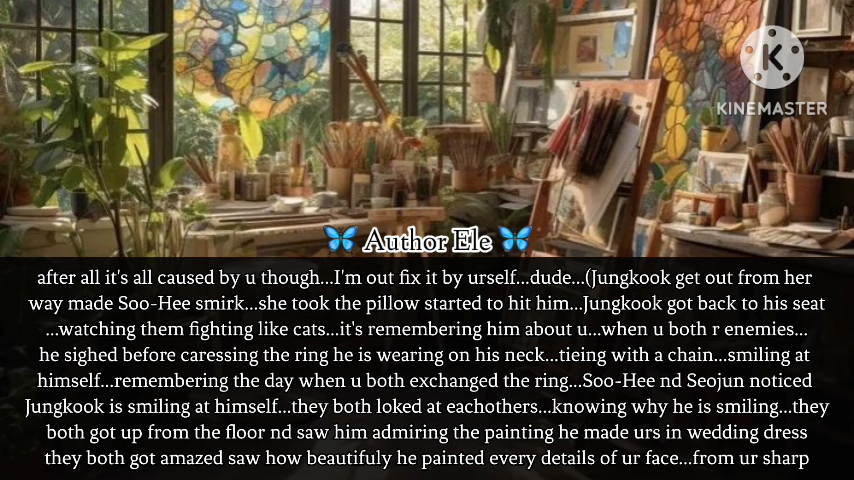 KINEMASTER
🦋 Author Ele 🦋
after all it's all caused by u though...I'm out fix it by urself...dude...(Jungkook get out from her
way made Soo-Hee smirk...she took the pillow started to hit him...Jungkook got back to his seat
...watching them fighting like cats...it's remembering him about u...when u both r enemies...
he sighed before caressing the ring he is wearing on his neck...tieing with a chain...smiling at
himself...remembering the day when u both exchanged the ring...Soo-Hee nd Seojun noticed
Jungkook is smiling at himself...they both loked at eachothers...knowing why he is smiling...they
both got up from the floor nd saw him admiring the painting he made urs in wedding dress
they both got amazed saw how beautifuly he painted every details of ur face...from ur sharp